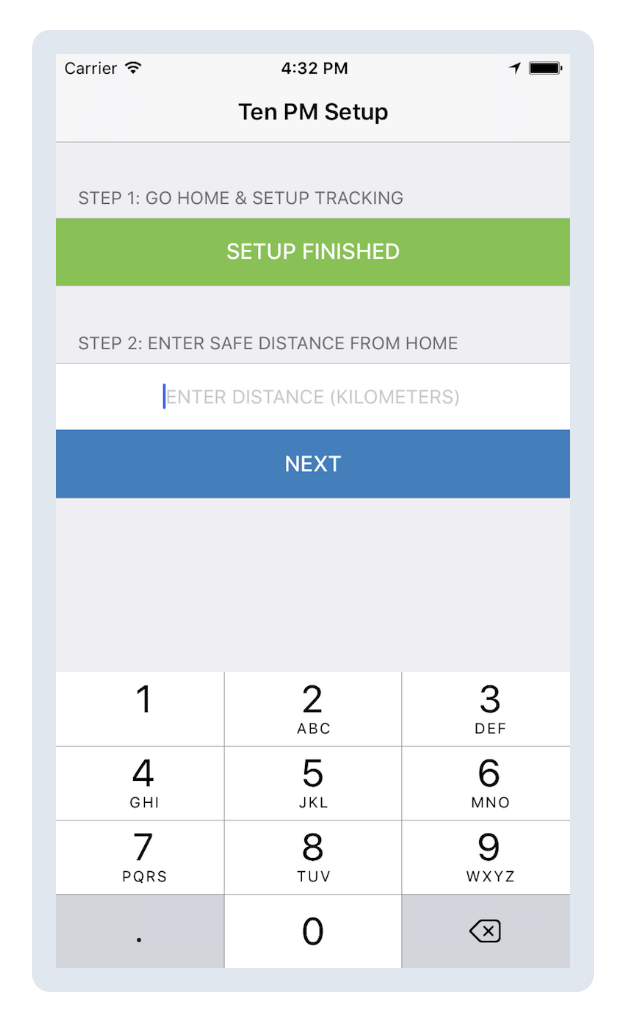 Carrier 4:32 PM
Ten PM Setup
STEP 1: GO HOME & SETUP TRACKING
SETUP FINISHED
STEP 2: ENTER SAFE DISTANCE FROM HOME
ENTER DISTANCE (KILOMETERS)
NEXT
1 2 3
ABC DEF
4 5 6
GHI JKL MNO
7 8 9
PQRS TUV WXYZ
. 0